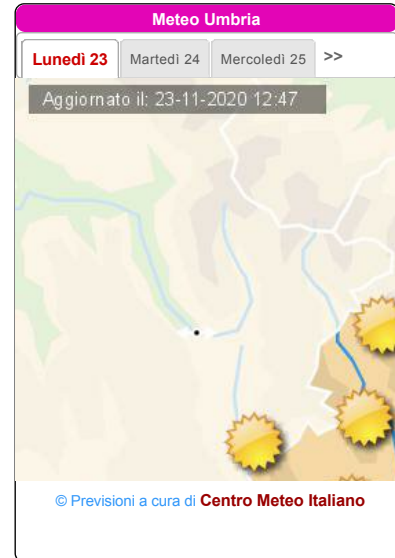 Meteo Umbria
Lunedì 23 Martedì 24 Mercoledì 25 >>
Aggiornato il: 23-11-2020 12:47
© Previsioni a cura di Centro Meteo Italiano